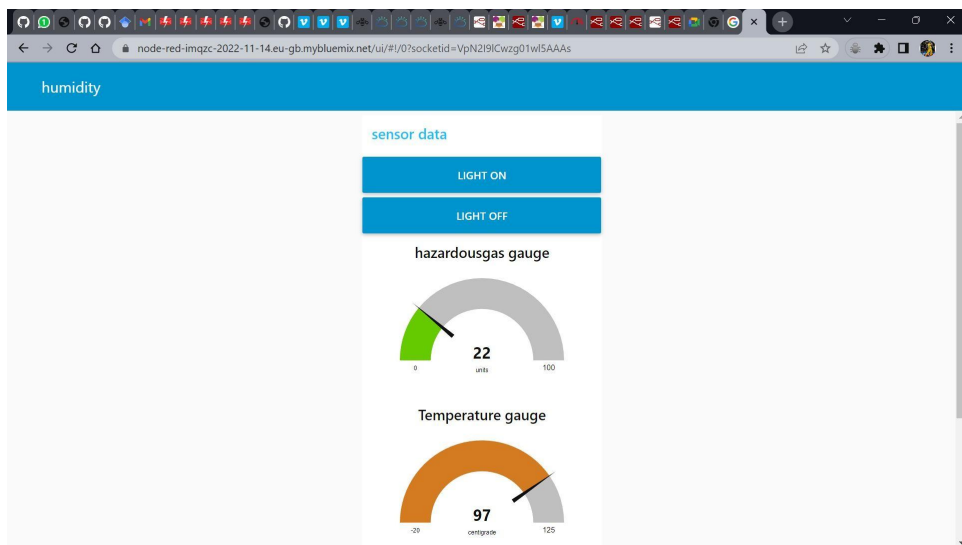 node-red-imqzc-2022-11-14.eu-gb.mybluemix.net/ui/#!/0?socketid=VpN2I9lCwzg01wl5AAAs
humidity
sensor data
LIGHT ON
LIGHT OFF
hazardousgas gauge
22
units
0
100
Temperature gauge
97
centigrade
-20
125